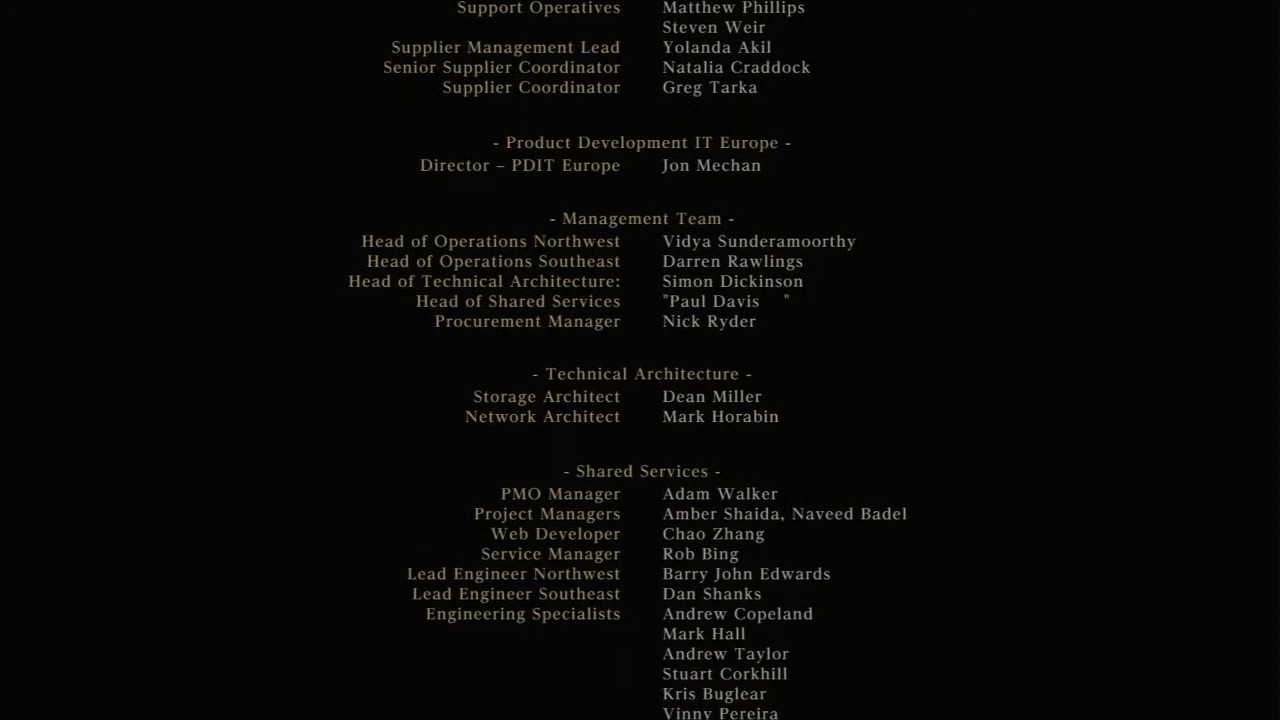 Support Operatives Matthew Phillips
Steven Weir
Supplier Management Lead Yolanda Akil
Senior Supplier Coordinator Natalia Craddock
Supplier Coordinator Greg Tarka
- Product Development IT Europe -
Director – PDIT Europe Jon Mechan
- Management Team -
Head of Operations Northwest Vidya Sunderamoorthy
Head of Operations Southeast Darren Rawlings
Head of Technical Architecture: Simon Dickinson
Head of Shared Services "Paul Davis "
Procurement Manager Nick Ryder
- Technical Architecture -
Storage Architect Dean Miller
Network Architect Mark Horabin
- Shared Services -
PMO Manager Adam Walker
Project Managers Amber Shaida, Naveed Badel
Web Developer Chao Zhang
Service Manager Rob Bing
Lead Engineer Northwest Barry John Edwards
Lead Engineer Southeast Dan Shanks
Engineering Specialists Andrew Copeland
Mark Hall
Andrew Taylor
Stuart Corkhill
Kris Buglear
Vinny Pereira